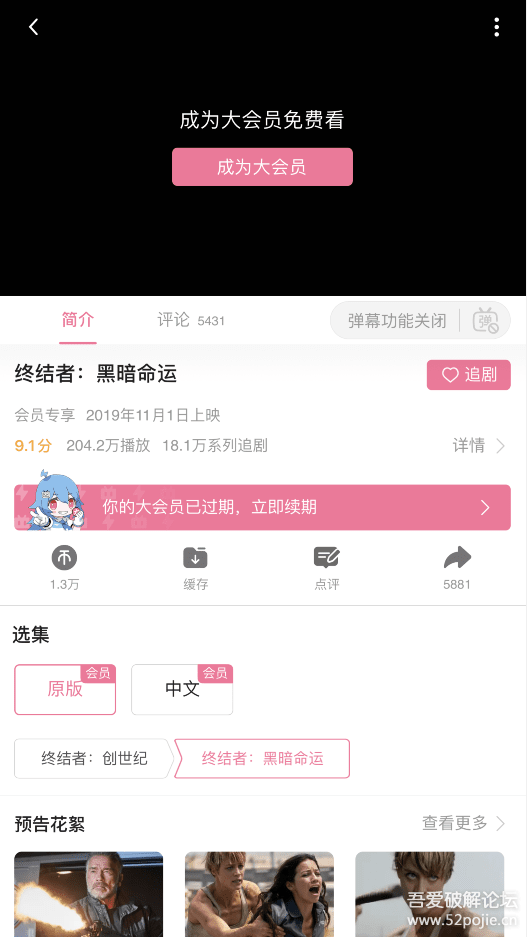 成为大会员免费看
成为大会员
简介 评论 5431 弹幕功能关闭 弹
终结者：黑暗命运 追剧
会员专享 2019年11月1日上映
9.1分 204.2万播放 18.1万系列追剧 详情
你的大会员已过期，立即续期
币
1.3万 缓存 点评 5881
选集
会员 会员
原版 中文
终结者：创世纪 终结者：黑暗命运
预告花絮 查看更多
吾爱破解论坛
www.52pojie.cn